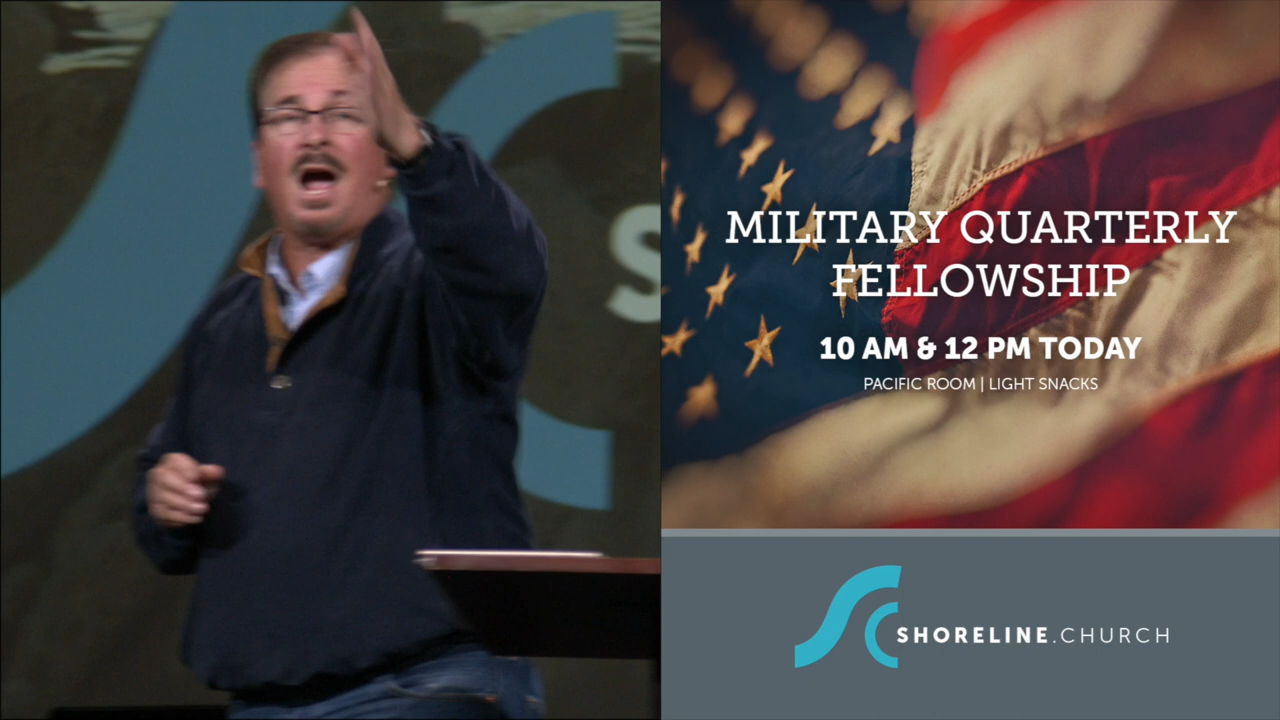 MILITARY QUARTERLY
FELLOWSHIP
10 AM & 12 PM TODAY
PACIFIC ROOM | LIGHT SNACKS
SHORELINE.CHURCH
S